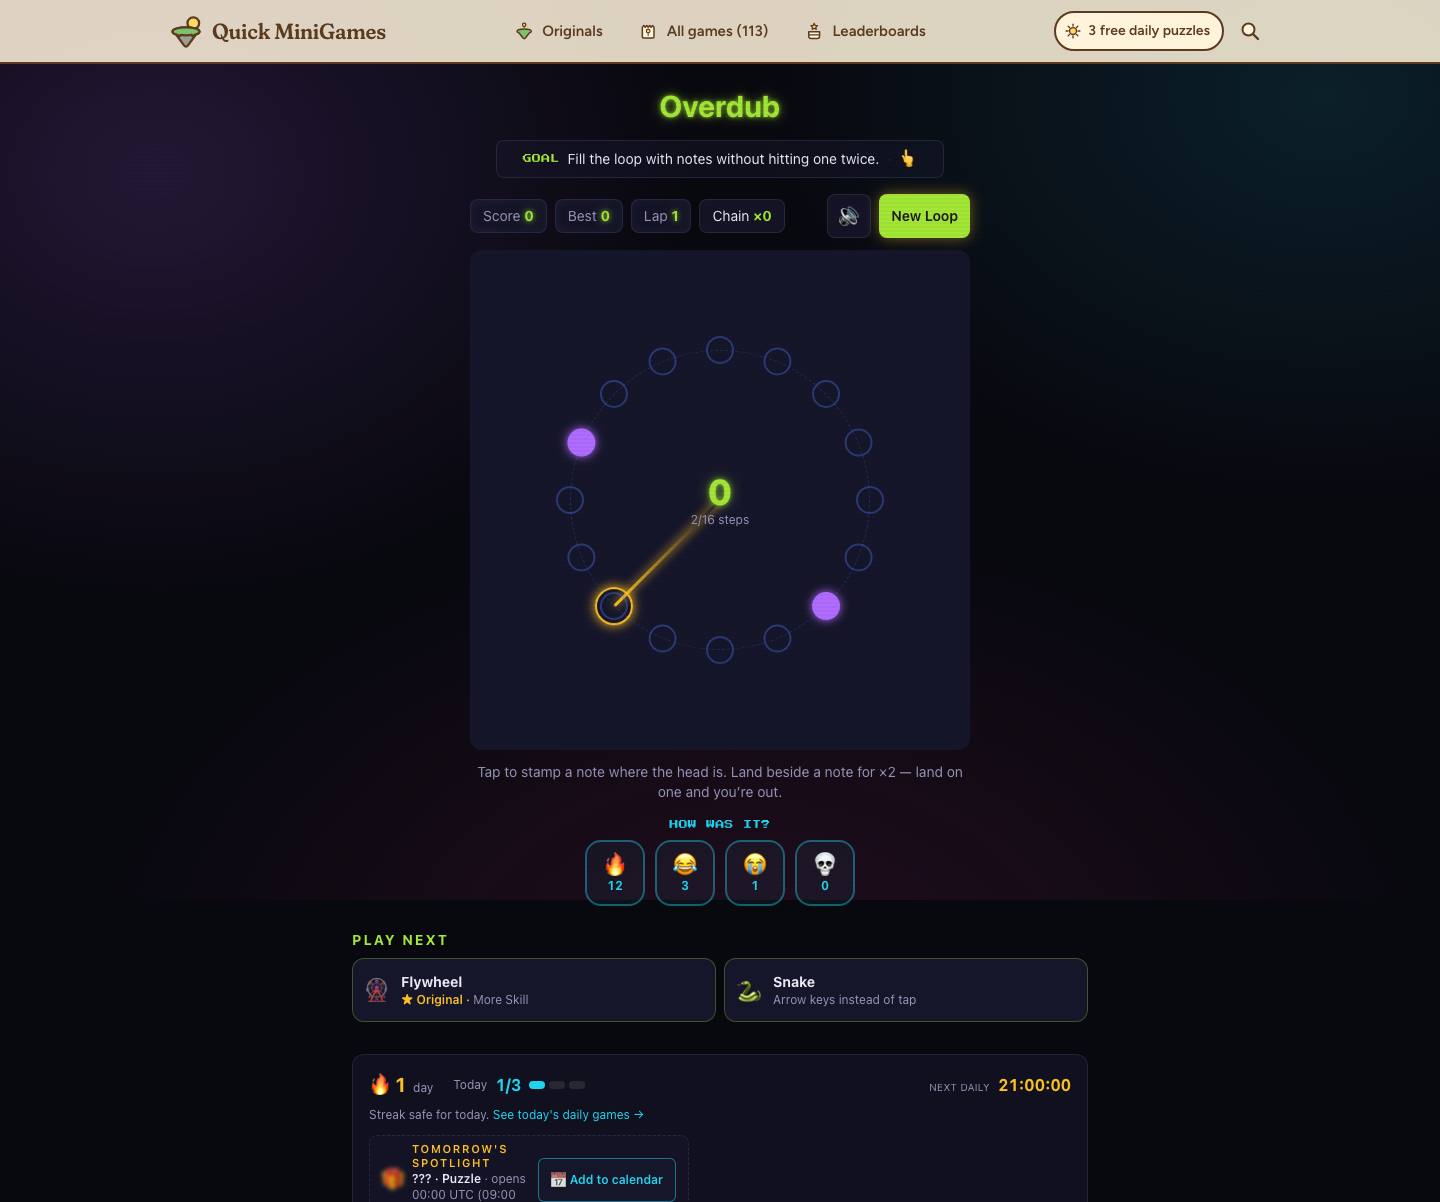 Quick MiniGames
Originals
All games (113)
Leaderboards
3 free daily puzzles
Overdub
GOAL Fill the loop with notes without hitting one twice.
Score 0
Best 0
Lap 1
Chain ×0
New Loop
0
2/16 steps
Tap to stamp a note where the head is. Land beside a note for ×2 — land on
one and you're out.
HOW WAS IT?
12
3
1
0
PLAY NEXT
Flywheel
Original · More Skill
Snake
Arrow keys instead of tap
1 day
Today 1/3
NEXT DAILY 21:00:00
Streak safe for today. See today's daily games →
TOMORROW'S
SPOTLIGHT
??? · Puzzle · opens
00:00 UTC (09:00
Add to calendar